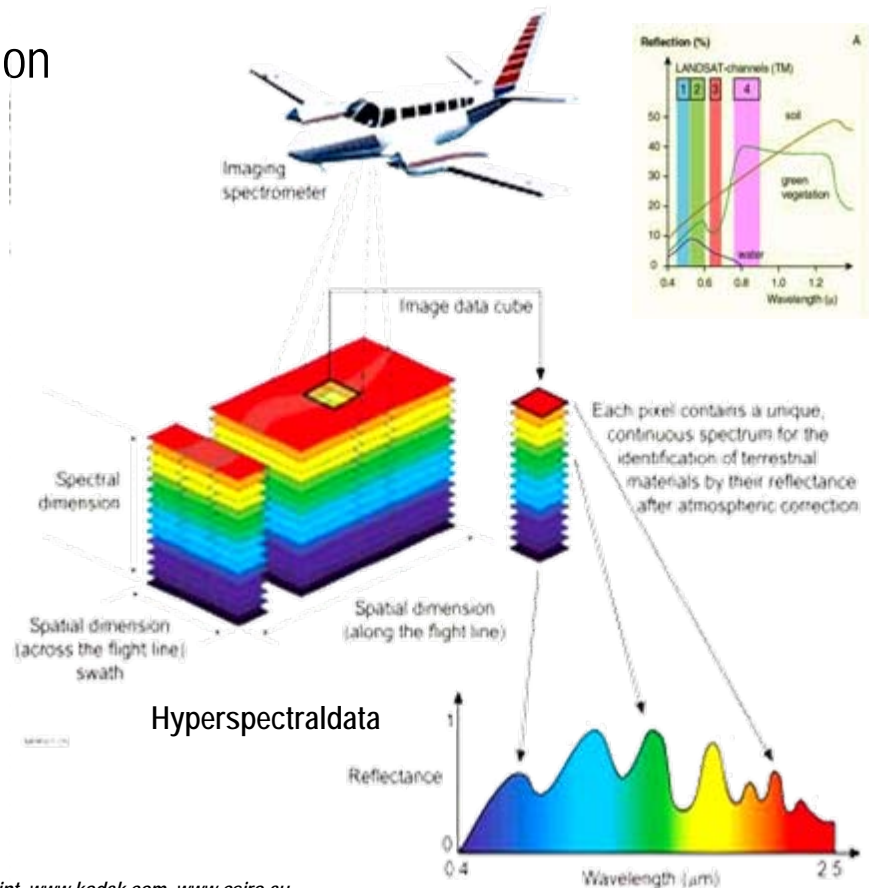 on
Reflection (%)
A
LANDSAT-channels (TM)
1 2 3 4
50
40
30
20
10
0
soil
green
vegetation
water
0.4 0.6 0.8 1.0 1.2
Wavelength (μ)
Imaging
spectrometer
Image data cube
Each pixel contains a unique,
continuous spectrum for the
identification of terrestrial
materials by their reflectance
after atmospheric correction
Spectral
dimension
Spatial dimension
(along the flight line)
Spatial dimension
(across the flight line)
swath
Hyperspectraldata
1
Reflectance
0
0.4
2.5
Wavelength (μm)
int, www.kodak.com, www.cairo.eu